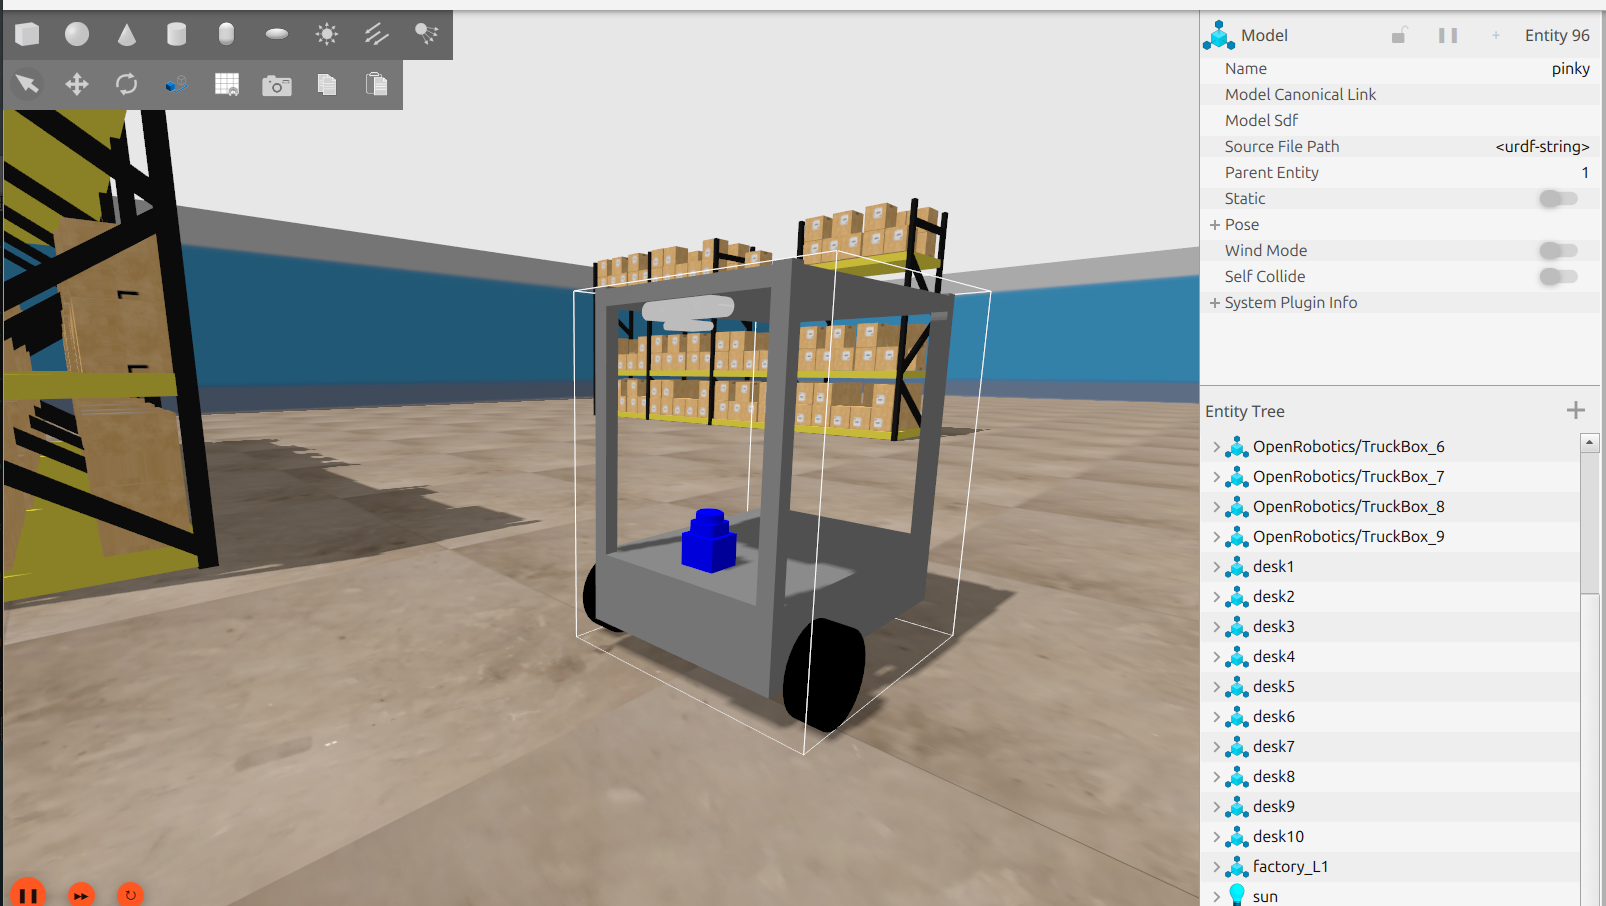 Model
Entity 96
Name
pinky
Model Canonical Link
Model Sdf
Source File Path
<urdf-string>
Parent Entity
1
Static
Pose
Wind Mode
Self Collide
System Plugin Info
Entity Tree
OpenRobotics/TruckBox_6
OpenRobotics/TruckBox_7
OpenRobotics/TruckBox_8
OpenRobotics/TruckBox_9
desk1
desk2
desk3
desk4
desk5
desk6
desk7
desk8
desk9
desk10
factory_L1
sun